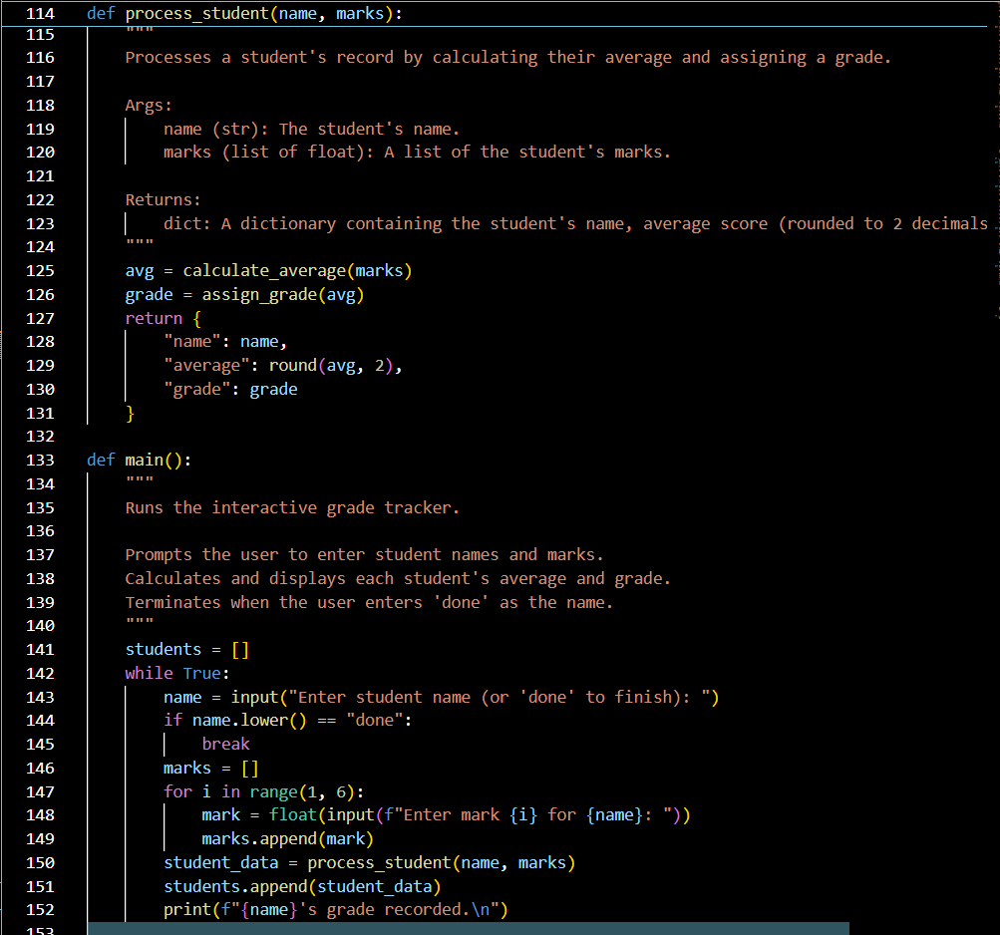 114 def process_student(name, marks):
115 """
116 Processes a student's record by calculating their average and assigning a grade.
117
118 Args:
119 name (str): The student's name.
120 marks (list of float): A list of the student's marks.
121
122 Returns:
123 dict: A dictionary containing the student's name, average score (rounded to 2 decimals
124 """
125 avg = calculate_average(marks)
126 grade = assign_grade(avg)
127 return {
128 "name": name,
129 "average": round(avg, 2),
130 "grade": grade
131 }
132
133 def main():
134 """
135 Runs the interactive grade tracker.
136
137 Prompts the user to enter student names and marks.
138 Calculates and displays each student's average and grade.
139 Terminates when the user enters 'done' as the name.
140 """
141 students = []
142 while True:
143 name = input("Enter student name (or 'done' to finish): ")
144 if name.lower() == "done":
145 break
146 marks = []
147 for i in range(1, 6):
148 mark = float(input(f"Enter mark {i} for {name}: "))
149 marks.append(mark)
150 student_data = process_student(name, marks)
151 students.append(student_data)
152 print(f"{name}'s grade recorded.\n")
153